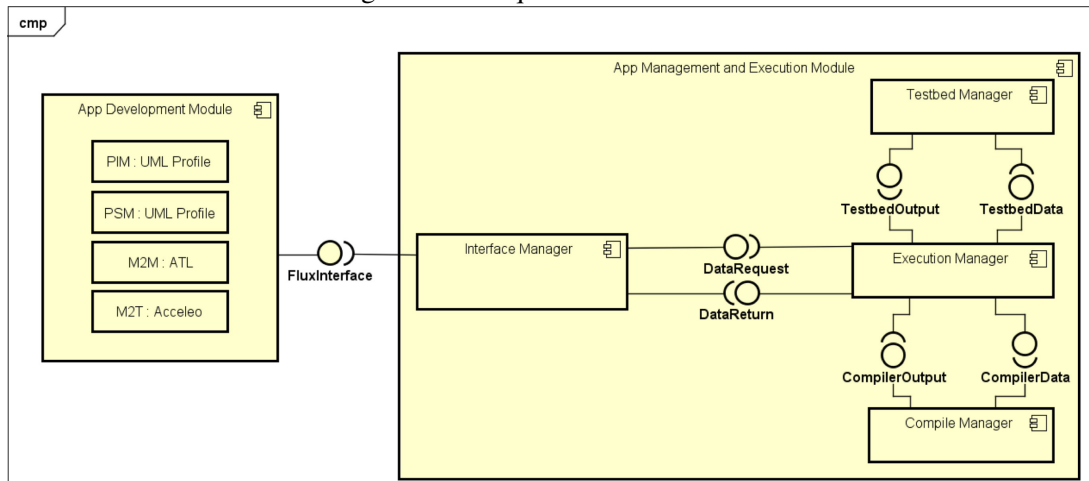 cmp
App Management and Execution Module
App Development Module
PIM : UML Profile
PSM : UML Profile
M2M : ATL
M2T : Acceleo
FluxInterface
Interface Manager
DataRequest
DataReturn
Testbed Manager
TestbedOutput
TestbedData
Execution Manager
CompilerOutput
CompilerData
Compile Manager